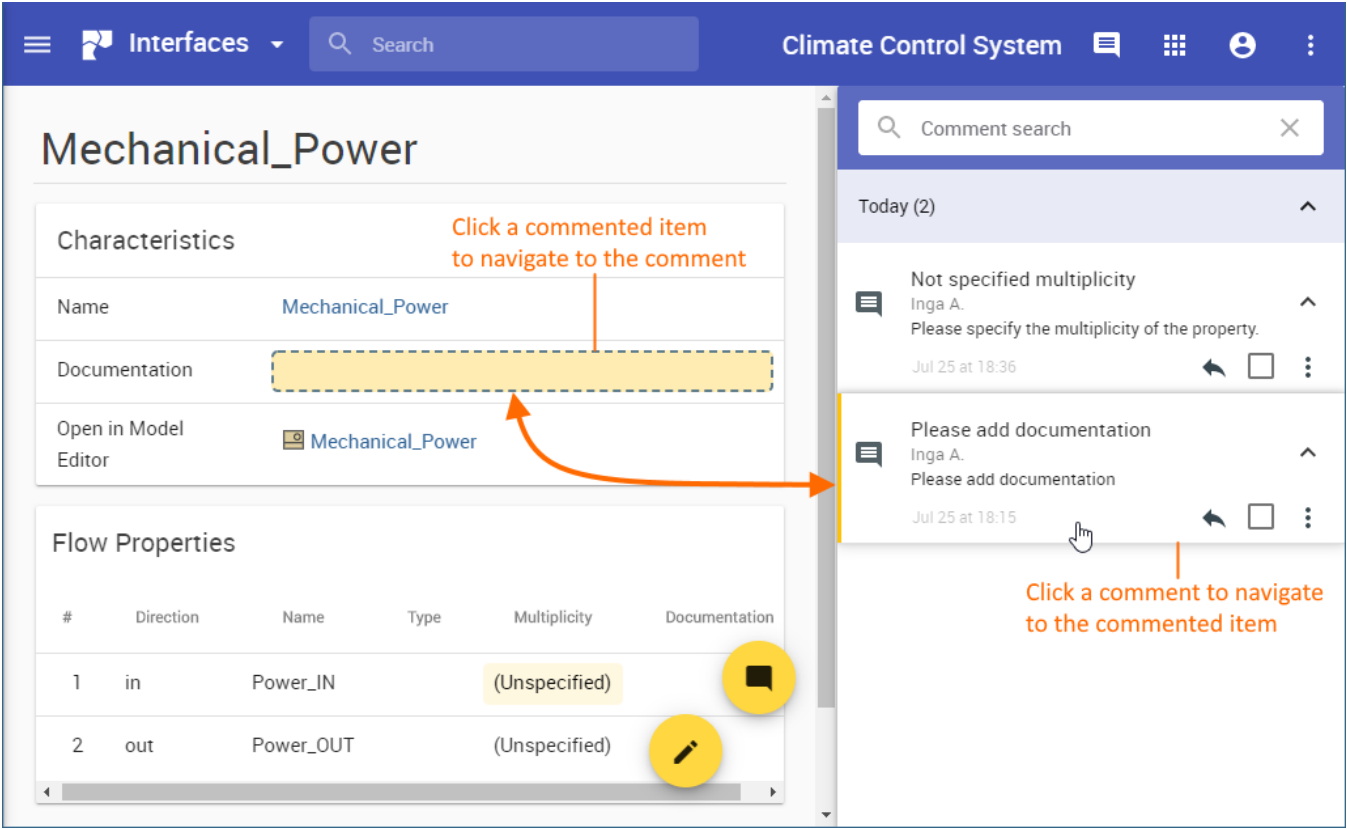 Interfaces
Search
Climate Control System
Mechanical_Power
Characteristics
Click a commented item
to navigate to the comment
Name
Mechanical_Power
Documentation
Open in Model
Editor
Mechanical_Power
Flow Properties
# Direction Name Type Multiplicity Documentation
1 in Power_IN (Unspecified)
2 out Power_OUT (Unspecified)
Comment search
Today (2)
Not specified multiplicity
Inga A.
Please specify the multiplicity of the property.
Jul 25 at 18:36
Please add documentation
Inga A.
Please add documentation
Jul 25 at 18:15
Click a comment to navigate
to the commented item